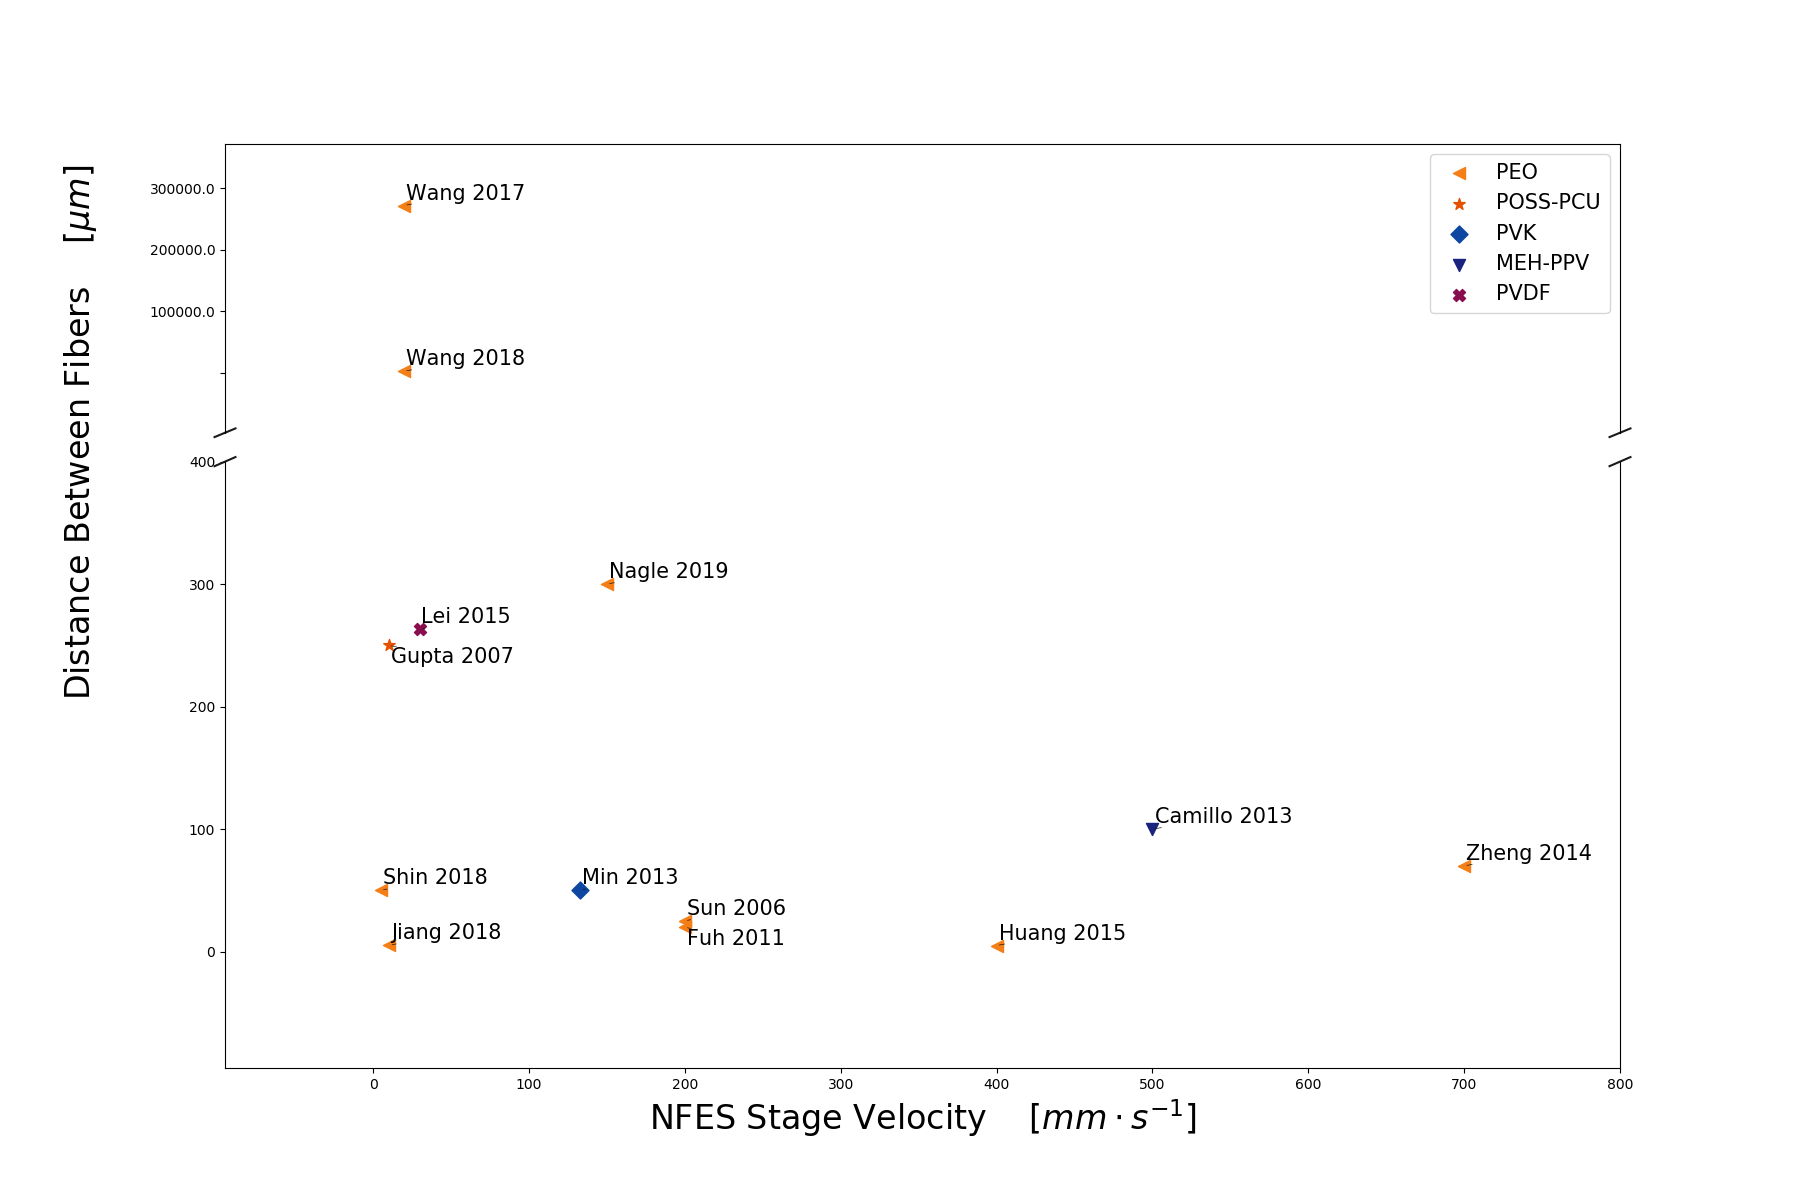 PEO
POSS-PCU
PVK
MEH-PPV
PVDF
300000.0
200000.0
100000.0
Wang 2017
Wang 2018
Distance Between Fibers [μm]
400
300
200
100
0
Nagle 2019
Lei 2015
Gupta 2007
Camillo 2013
Zheng 2014
Shin 2018
Min 2013
Sun 2006
Fuh 2011
Jiang 2018
Huang 2015
0 100 200 300 400 500 600 700 800
NFES Stage Velocity [mm · s⁻¹]